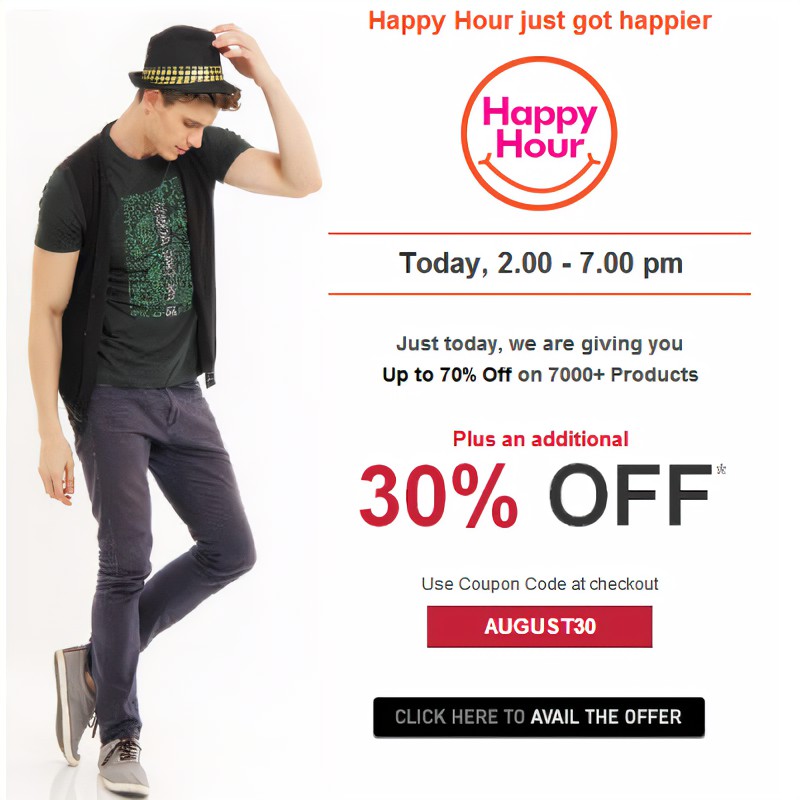 Happy Hour just got happier
Happy
Hour
Today, 2.00 - 7.00 pm
Just today, we are giving you
Up to 70% Off on 7000+ Products
Plus an additional
30% OFF*
Use Coupon Code at checkout
AUGUST30
CLICK HERE TO AVAIL THE OFFER